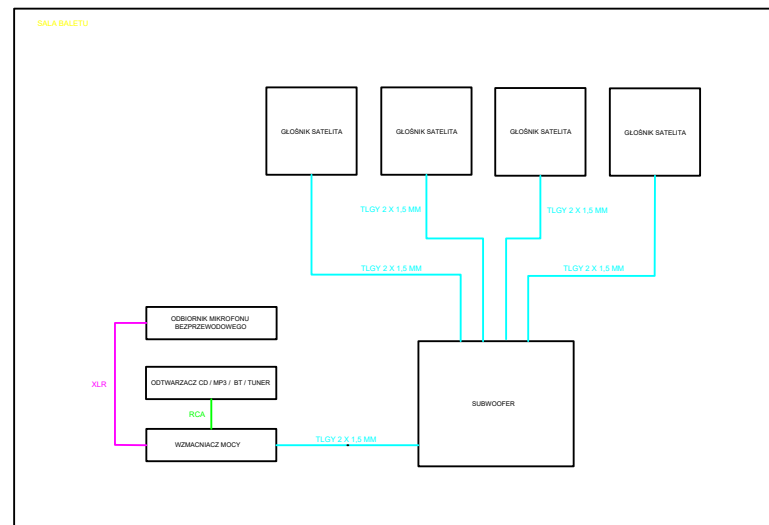 SALA BALETU
GŁOŚNIK SATELITA
GŁOŚNIK SATELITA
GŁOŚNIK SATELITA
GŁOŚNIK SATELITA
TLGY 2 X 1,5 MM
TLGY 2 X 1,5 MM
TLGY 2 X 1,5 MM
TLGY 2 X 1,5 MM
ODBIORNIK MIKROFONU
BEZPRZEWODOWEGO
ODTWARZACZ CD / MP3 / BT / TUNER
XLR
RCA
SUBWOOFER
WZMACNIACZ MOCY
TLGY 2 X 1,5 MM